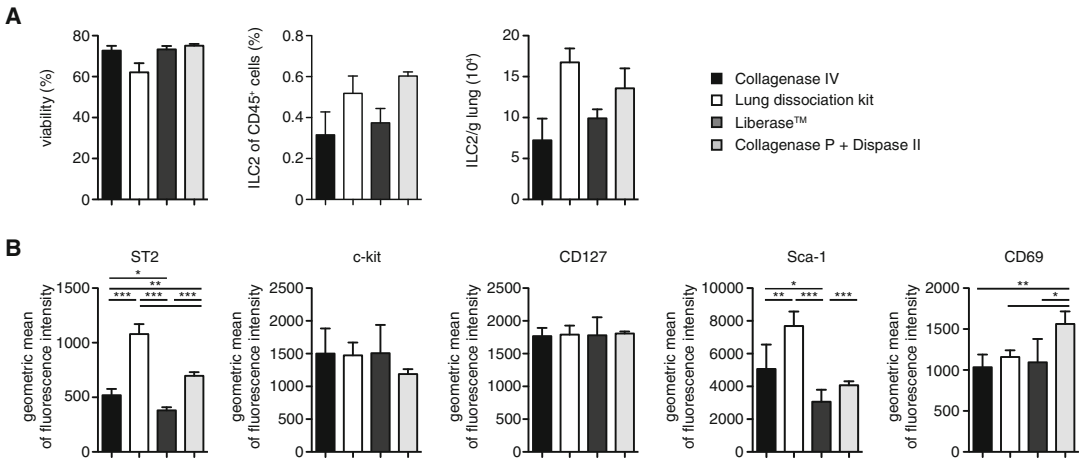 A
viability (%)
80
60
40
20
0
ILC2 of CD45⁺ cells (%)
0.8
0.6
0.4
0.2
0.0
ILC2/g lung (10⁴)
20
15
10
5
0
Collagenase IV
Lung dissociation kit
Liberase™
Collagenase P + Dispase II
B
ST2
geometric mean
of fluorescence intensity
1500
1000
500
0
*
**
*** *** ***
c-kit
geometric mean
of fluorescence intensity
2500
2000
1500
1000
500
0
CD127
geometric mean
of fluorescence intensity
2500
2000
1500
1000
500
0
Sca-1
geometric mean
of fluorescence intensity
10000
8000
6000
4000
2000
0
*
** *** ***
CD69
geometric mean
of fluorescence intensity
2000
1500
1000
500
0
**
*